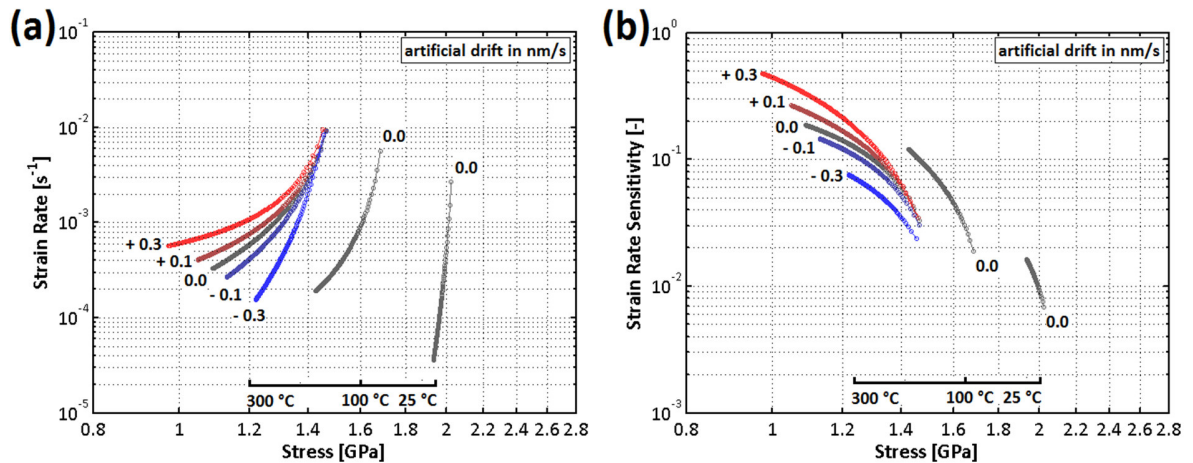 (a)
artificial drift in nm/s
10⁻¹
10⁻²
10⁻³
10⁻⁴
10⁻⁵
Strain Rate [s⁻¹]
+ 0.3
+ 0.1
0.0
- 0.1
- 0.3
0.0
0.0
300 °C 100 °C 25 °C
0.8 1 1.2 1.4 1.6 1.8 2 2.2 2.4 2.6 2.8
Stress [GPa]
(b)
artificial drift in nm/s
10⁰
10⁻¹
10⁻²
10⁻³
Strain Rate Sensitivity [-]
+ 0.3
+ 0.1
0.0
- 0.1
- 0.3
0.0
0.0
300 °C 100 °C 25 °C
0.8 1 1.2 1.4 1.6 1.8 2 2.2 2.4 2.6 2.8
Stress [GPa]